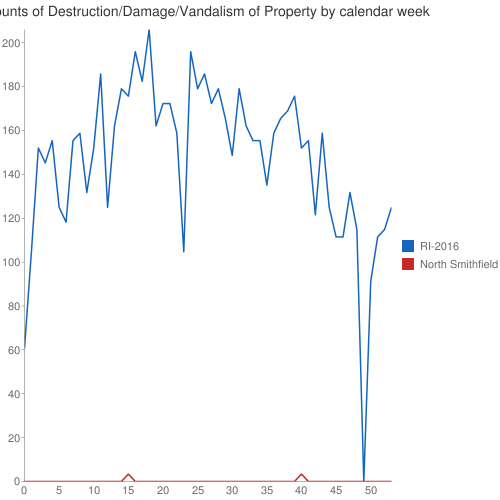 ounts of Destruction/Damage/Vandalism of Property by calendar week
200
180
160
140
120
100
80
60
40
20
0
0 5 10 15 20 25 30 35 40 45 50
RI-2016
North Smithfield